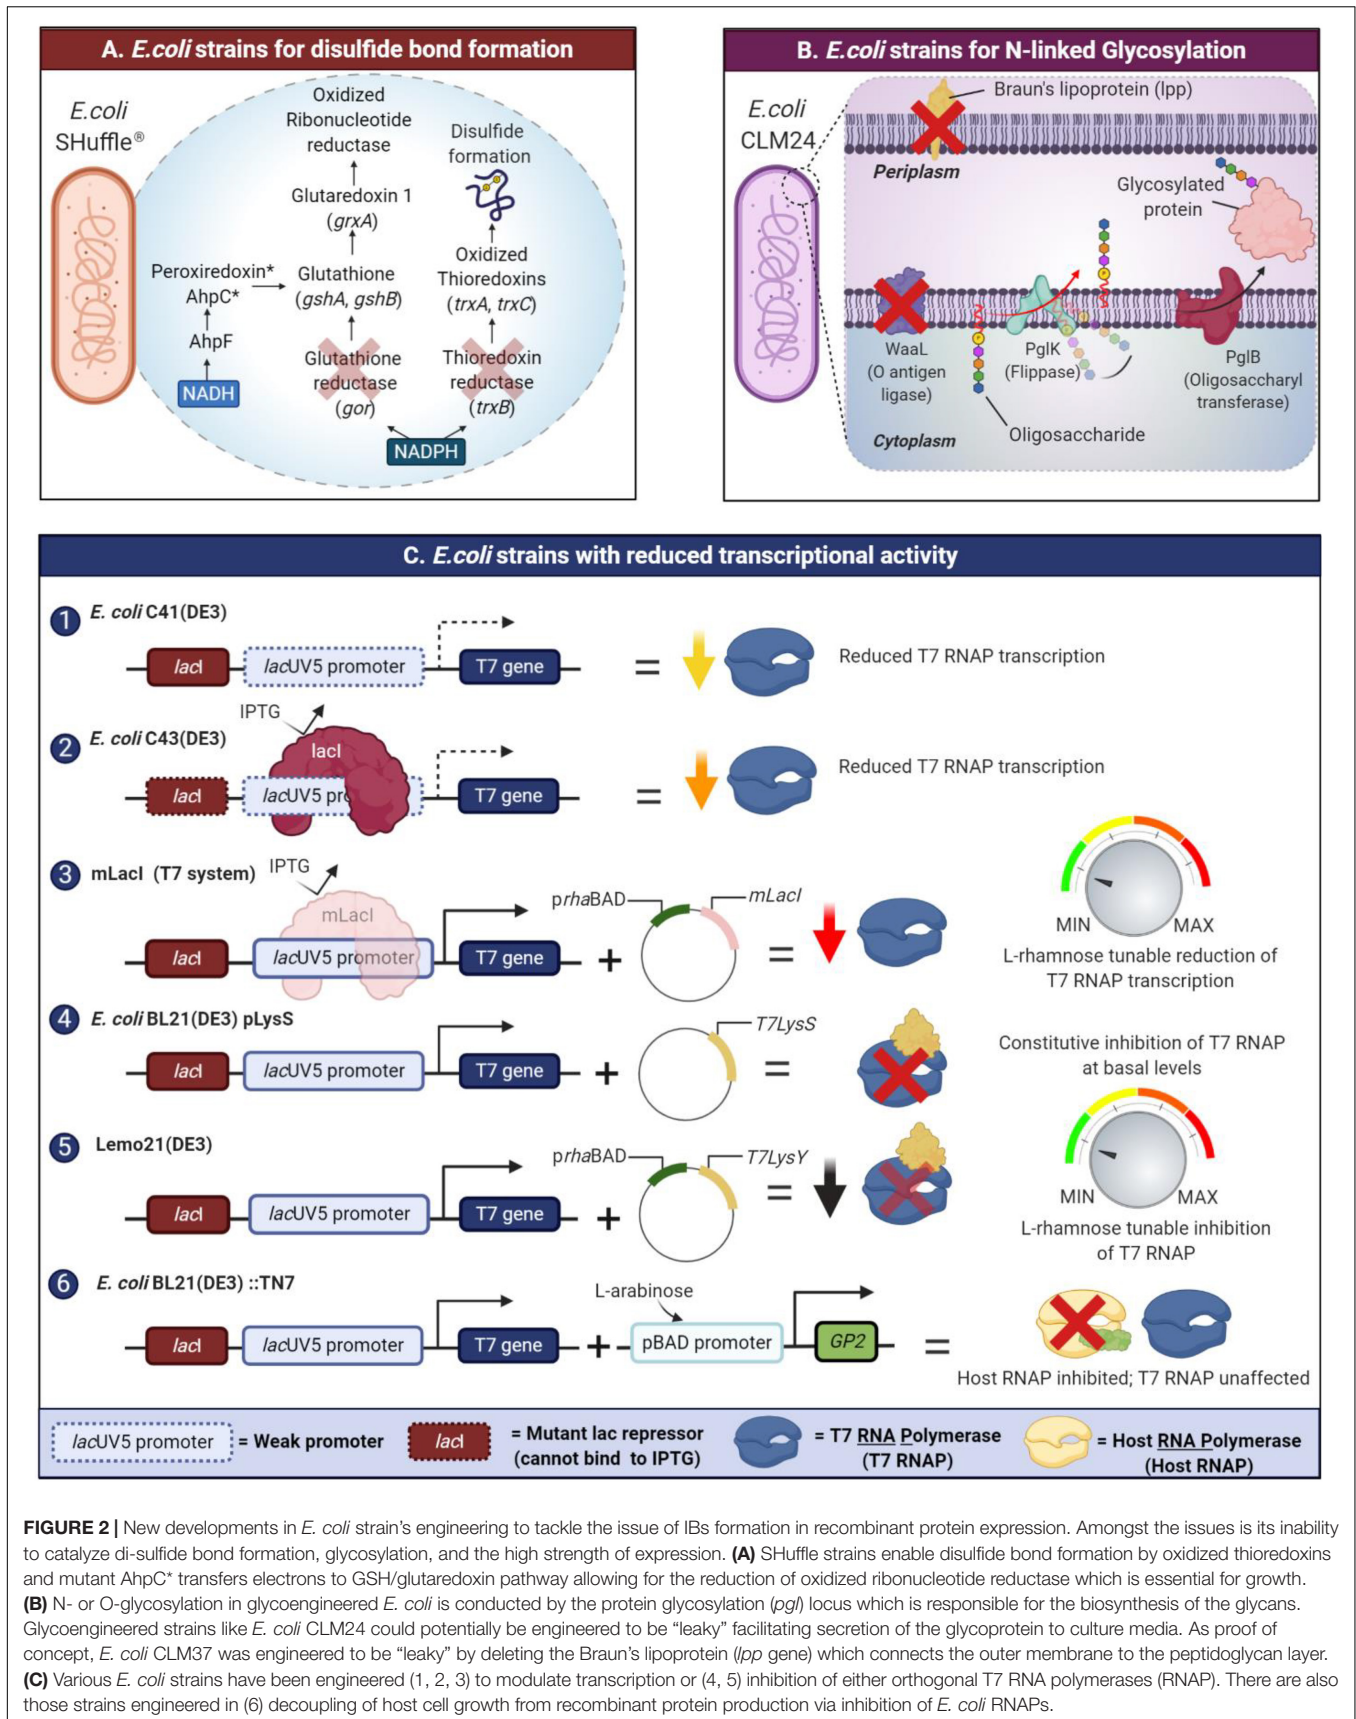 A. E.coli strains for disulfide bond formation
E.coli
SHuffle®
Oxidized
Ribonucleotide
reductase
Glutaredoxin 1
(grxA)
Disulfide
formation
Peroxiredoxin*
AhpC*
Glutathione
(gshA, gshB)
Oxidized
Thioredoxins
(trxA, trxC)
AhpF
NADH
Glutathione
reductase
(gor)
Thioredoxin
reductase
(trxB)
NADPH
B. E.coli strains for N-linked Glycosylation
E.coli
CLM24
Braun's lipoprotein (lpp)
Periplasm
Glycosylated
protein
P
P
P
WaaL
(O antigen
ligase)
PglK
(Flippase)
PglB
(Oligosaccharyl
transferase)
Cytoplasm
Oligosaccharide
C. E.coli strains with reduced transcriptional activity
1 E. coli C41(DE3)
lacI
lacUV5 promoter
T7 gene
=
Reduced T7 RNAP transcription
2 E. coli C43(DE3)
IPTG
lacI
lacI
lacUV5 pro
T7 gene
=
Reduced T7 RNAP transcription
3 mLacI (T7 system)
IPTG
mLacI
lacI
lacUV5 promoter
T7 gene
+
prhaBAD
mLacI
=
MIN MAX
L-rhamnose tunable reduction of
T7 RNAP transcription
4 E. coli BL21(DE3) pLysS
lacI
lacUV5 promoter
T7 gene
+
T7LysS
=
Constitutive inhibition of T7 RNAP
at basal levels
5 Lemo21(DE3)
lacI
lacUV5 promoter
T7 gene
+
prhaBAD
T7LysY
=
MIN MAX
L-rhamnose tunable inhibition
of T7 RNAP
6 E. coli BL21(DE3) ::TN7
lacI
lacUV5 promoter
T7 gene
+
L-arabinose
pBAD promoter
GP2
=
Host RNAP inhibited; T7 RNAP unaffected
lacUV5 promoter = Weak promoter
lacI = Mutant lac repressor
(cannot bind to IPTG)
= T7 RNA Polymerase
(T7 RNAP)
= Host RNA Polymerase
(Host RNAP)
FIGURE 2 | New developments in E. coli strain's engineering to tackle the issue of IBs formation in recombinant protein expression. Amongst the issues is its inability
to catalyze di-sulfide bond formation, glycosylation, and the high strength of expression. (A) SHuffle strains enable disulfide bond formation by oxidized thioredoxins
and mutant AhpC* transfers electrons to GSH/glutaredoxin pathway allowing for the reduction of oxidized ribonucleotide reductase which is essential for growth.
(B) N- or O-glycosylation in glycoengineered E. coli is conducted by the protein glycosylation (pgl) locus which is responsible for the biosynthesis of the glycans.
Glycoengineered strains like E. coli CLM24 could potentially be engineered to be “leaky” facilitating secretion of the glycoprotein to culture media. As proof of
concept, E. coli CLM37 was engineered to be “leaky” by deleting the Braun's lipoprotein (lpp gene) which connects the outer membrane to the peptidoglycan layer.
(C) Various E. coli strains have been engineered (1, 2, 3) to modulate transcription or (4, 5) inhibition of either orthogonal T7 RNA polymerases (RNAP). There are also
those strains engineered in (6) decoupling of host cell growth from recombinant protein production via inhibition of E. coli RNAPs.